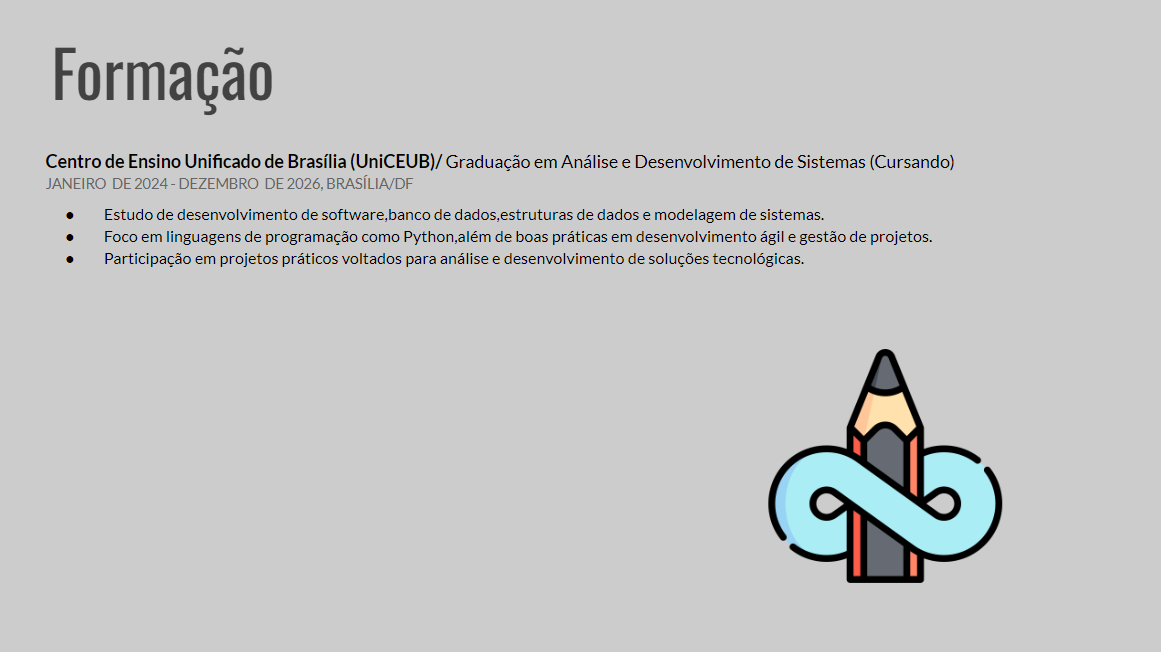 Formação
Centro de Ensino Unificado de Brasília (UniCEUB)/ Graduação em Análise e Desenvolvimento de Sistemas (Cursando)
JANEIRO DE 2024 - DEZEMBRO DE 2026, BRASÍLIA/DF
● Estudo de desenvolvimento de software,banco de dados,estruturas de dados e modelagem de sistemas.
● Foco em linguagens de programação como Python,além de boas práticas em desenvolvimento ágil e gestão de projetos.
● Participação em projetos práticos voltados para análise e desenvolvimento de soluções tecnológicas.